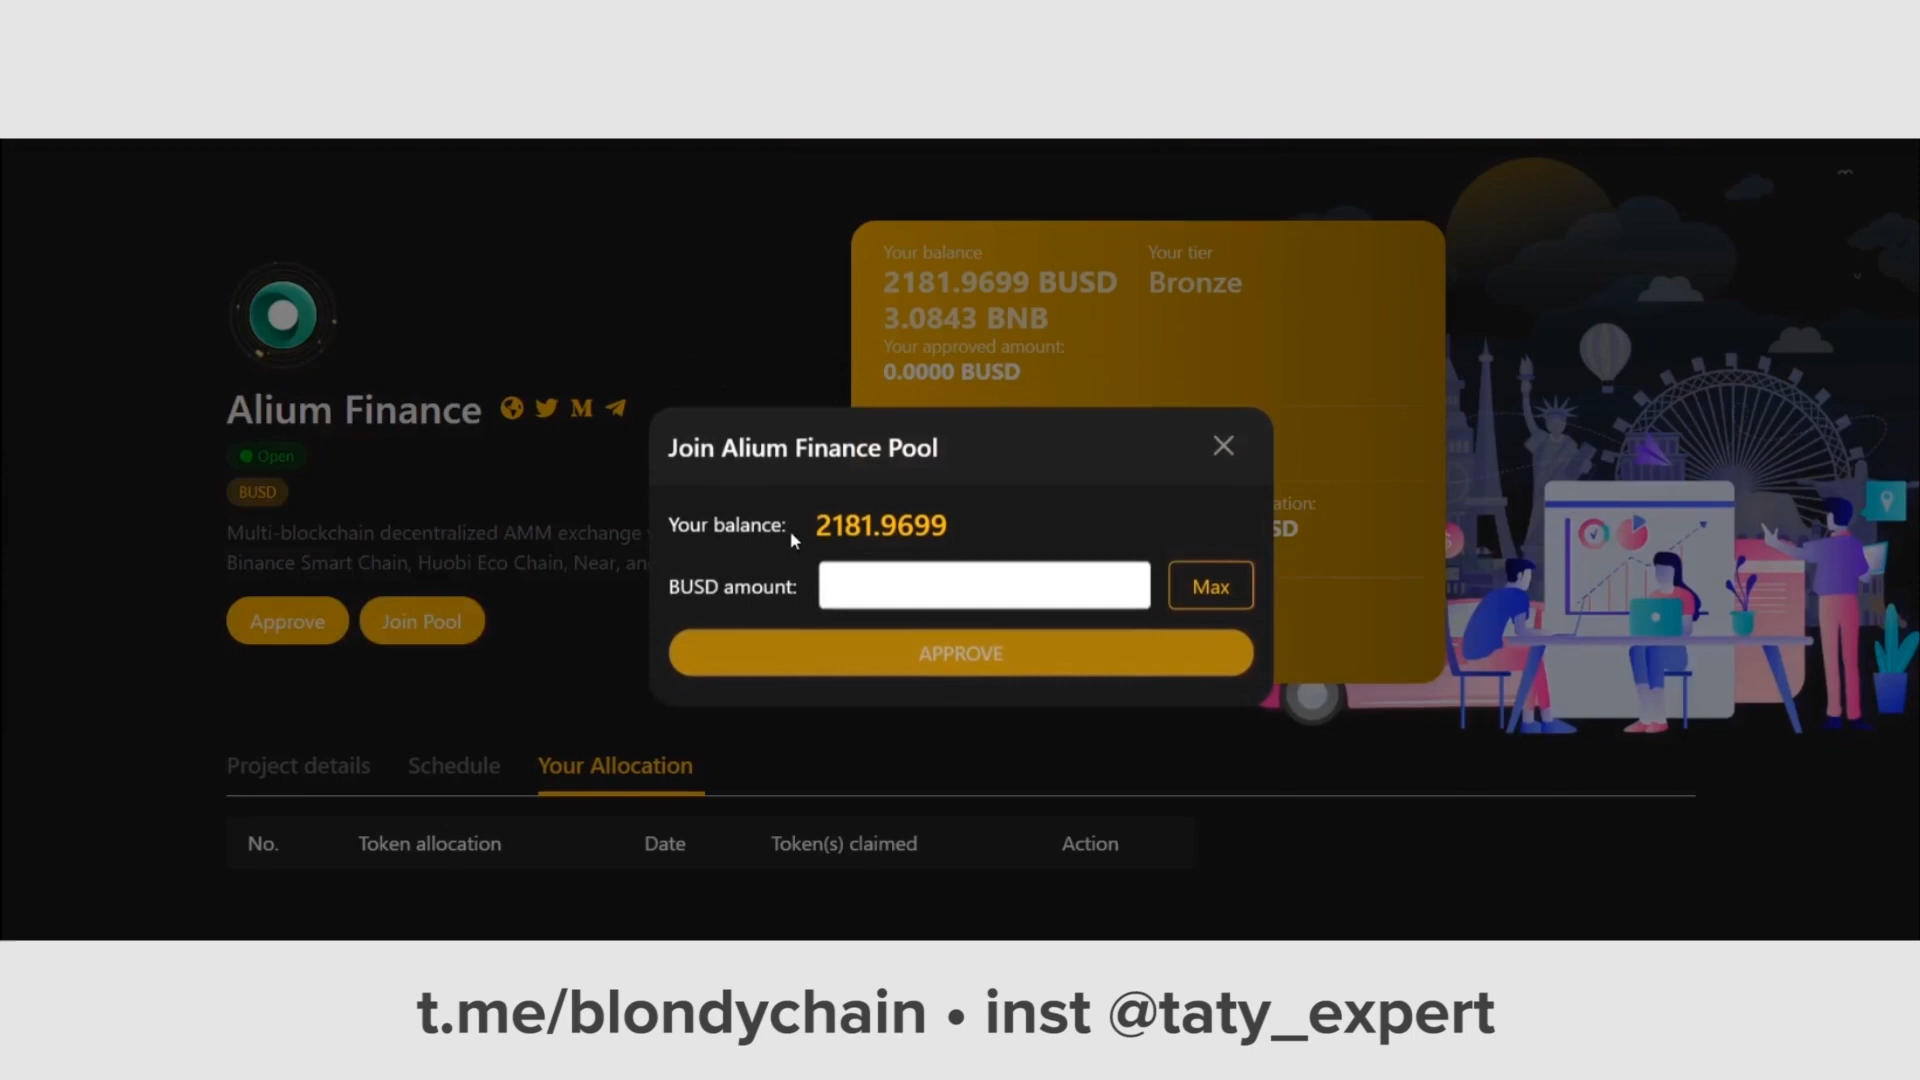 Your balance
Your tier
2181.9699 BUSD
Bronze
3.0843 BNB
Your approved amount:
0.0000 BUSD
Alium Finance
Open
BUSD
Multi-blockchain decentralized AMM exchange
Binance Smart Chain, Huobi Eco Chain, Near,
Approve
Join Pool
Join Alium Finance Pool
Your balance: 2181.9699
BUSD amount:
Max
APPROVE
Project details
Schedule
Your Allocation
No.
Token allocation
Date
Token(s) claimed
Action
t.me/blondychain • inst @taty_expert